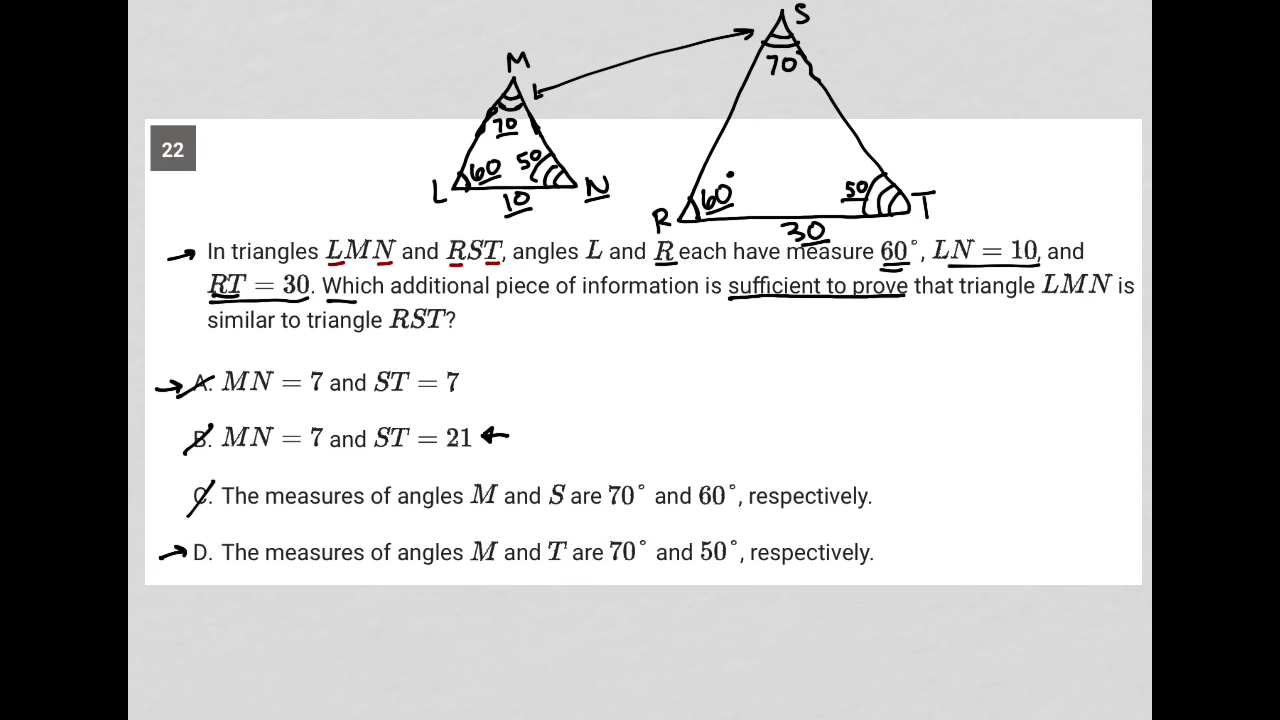 S
M
70
22
70
60
50
L
N
10
60°
50
R
T
30
In triangles LMN and RST, angles L and R each have measure 60°, LN = 10, and
RT = 30. Which additional piece of information is sufficient to prove that triangle LMN is
similar to triangle RST?
A. MN = 7 and ST = 7
B. MN = 7 and ST = 21
C. The measures of angles M and S are 70° and 60°, respectively.
D. The measures of angles M and T are 70° and 50°, respectively.